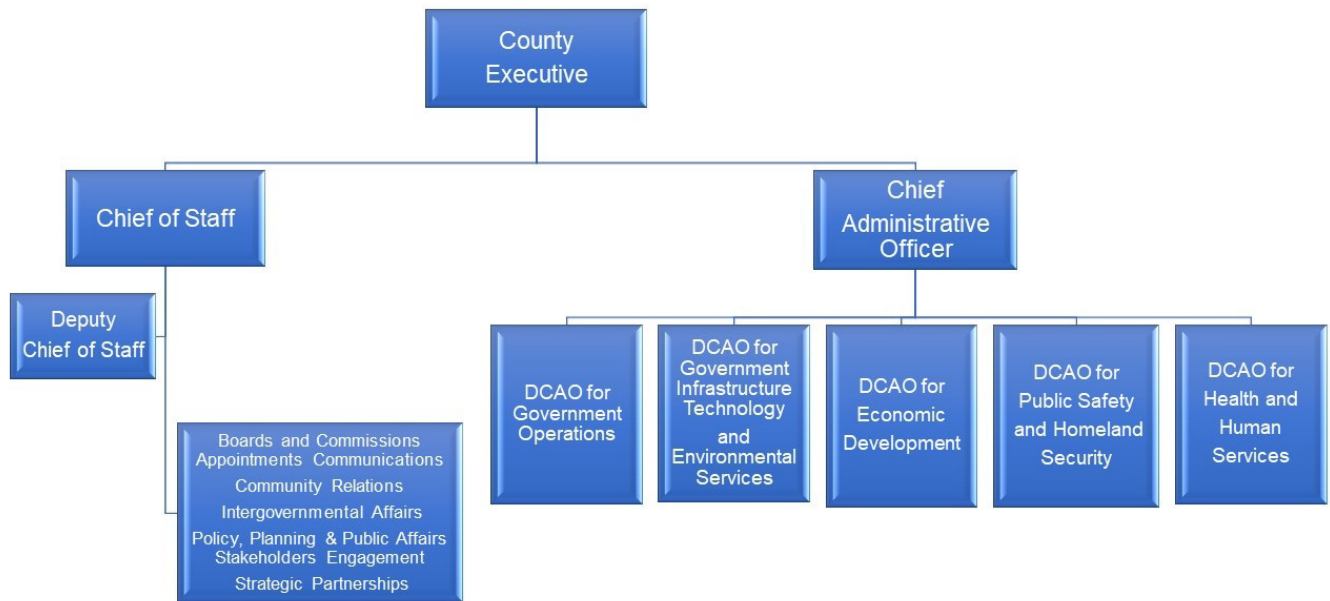 County
Executive
Chief of Staff
Chief
Administrative
Officer
Deputy
Chief of Staff
Boards and Commissions
Appointments Communications
Community Relations
Intergovernmental Affairs
Policy, Planning & Public Affairs
Stakeholders Engagement
Strategic Partnerships
DCAO for
Government
Operations
DCAO for
Government
Infrastructure
Technology
and
Environmental
Services
DCAO for
Economic
Development
DCAO for
Public Safety
and Homeland
Security
DCAO for
Health and
Human
Services